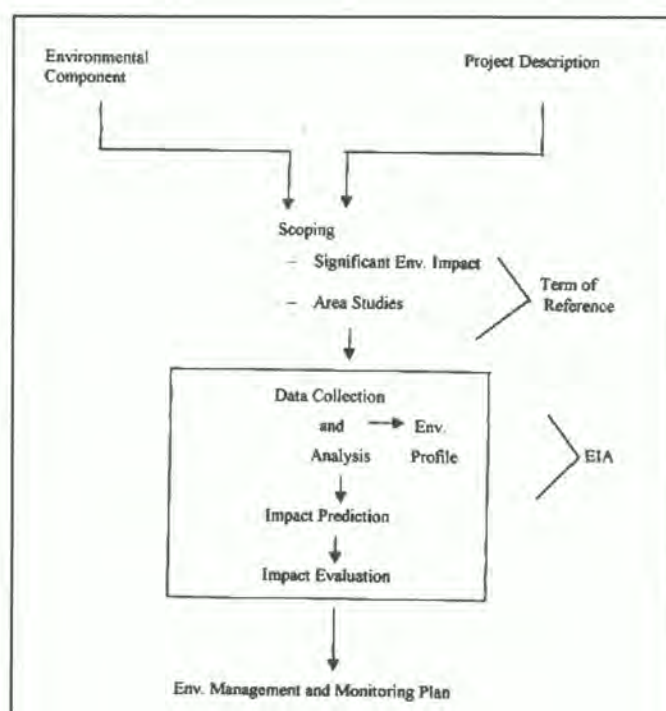 Environmental
Component
Project Description
Scoping
- Significant Env. Impact
- Area Studies
Term of
Reference
Data Collection
and Env.
Analysis Profile
EIA
Impact Prediction
Impact Evaluation
Env. Management and Monitoring Plan